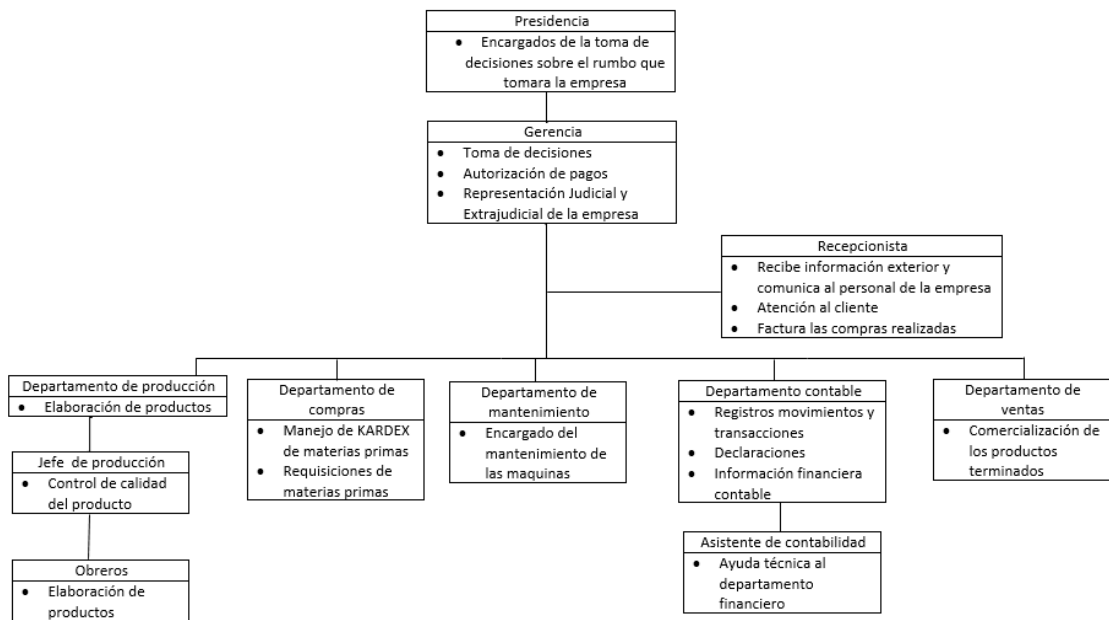 Presidencia
● Encargados de la toma de
decisiones sobre el rumbo que
tomara la empresa
Gerencia
● Toma de decisiones
● Autorización de pagos
● Representación Judicial y
Extrajudicial de la empresa
Recepcionista
● Recibe información exterior y
comunica al personal de la empresa
● Atención al cliente
● Factura las compras realizadas
Departamento de producción
● Elaboración de productos
Jefe de producción
● Control de calidad
del producto
Obreros
● Elaboración de
productos
Departamento de
compras
● Manejo de KARDEX
de materias primas
● Requisiciones de
materias primas
Departamento de
mantenimiento
● Encargado del
mantenimiento de
las maquinas
Departamento contable
● Registros movimientos y
transacciones
● Declaraciones
● Información financiera
contable
Asistente de contabilidad
● Ayuda técnica al
departamento
financiero
Departamento de
ventas
● Comercialización de
los productos
terminados